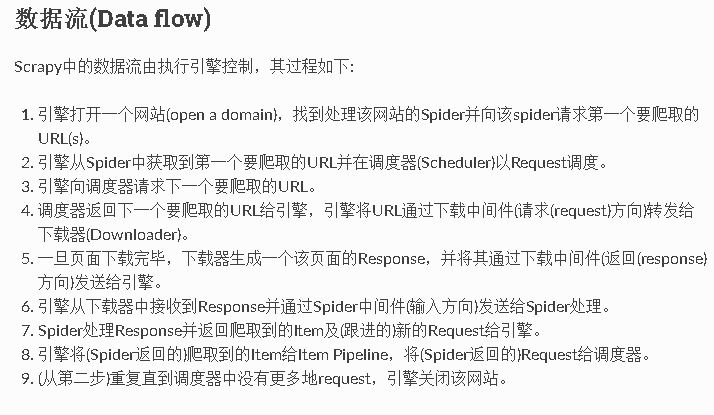 数据流(Data flow)
Scrapy中的数据流由执行引擎控制，其过程如下:
1. 引擎打开一个网站(open a domain)，找到处理该网站的Spider并向该spider请求第一个要爬取的
URL(s)。
2. 引擎从Spider中获取到第一个要爬取的URL并在调度器(Scheduler)以Request调度。
3. 引擎向调度器请求下一个要爬取的URL。
4. 调度器返回下一个要爬取的URL给引擎，引擎将URL通过下载中间件(请求(request)方向)转发给
下载器(Downloader)。
5. 一旦页面下载完毕，下载器生成一个该页面的Response，并将其通过下载中间件(返回(response)
方向)发送给引擎。
6. 引擎从下载器中接收到Response并通过Spider中间件(输入方向)发送给Spider处理。
7. Spider处理Response并返回爬取到的Item及(跟进的)新的Request给引擎。
8. 引擎将(Spider返回的)爬取到的Item给Item Pipeline，将(Spider返回的)Request给调度器。
9. (从第二步)重复直到调度器中没有更多地request，引擎关闭该网站。